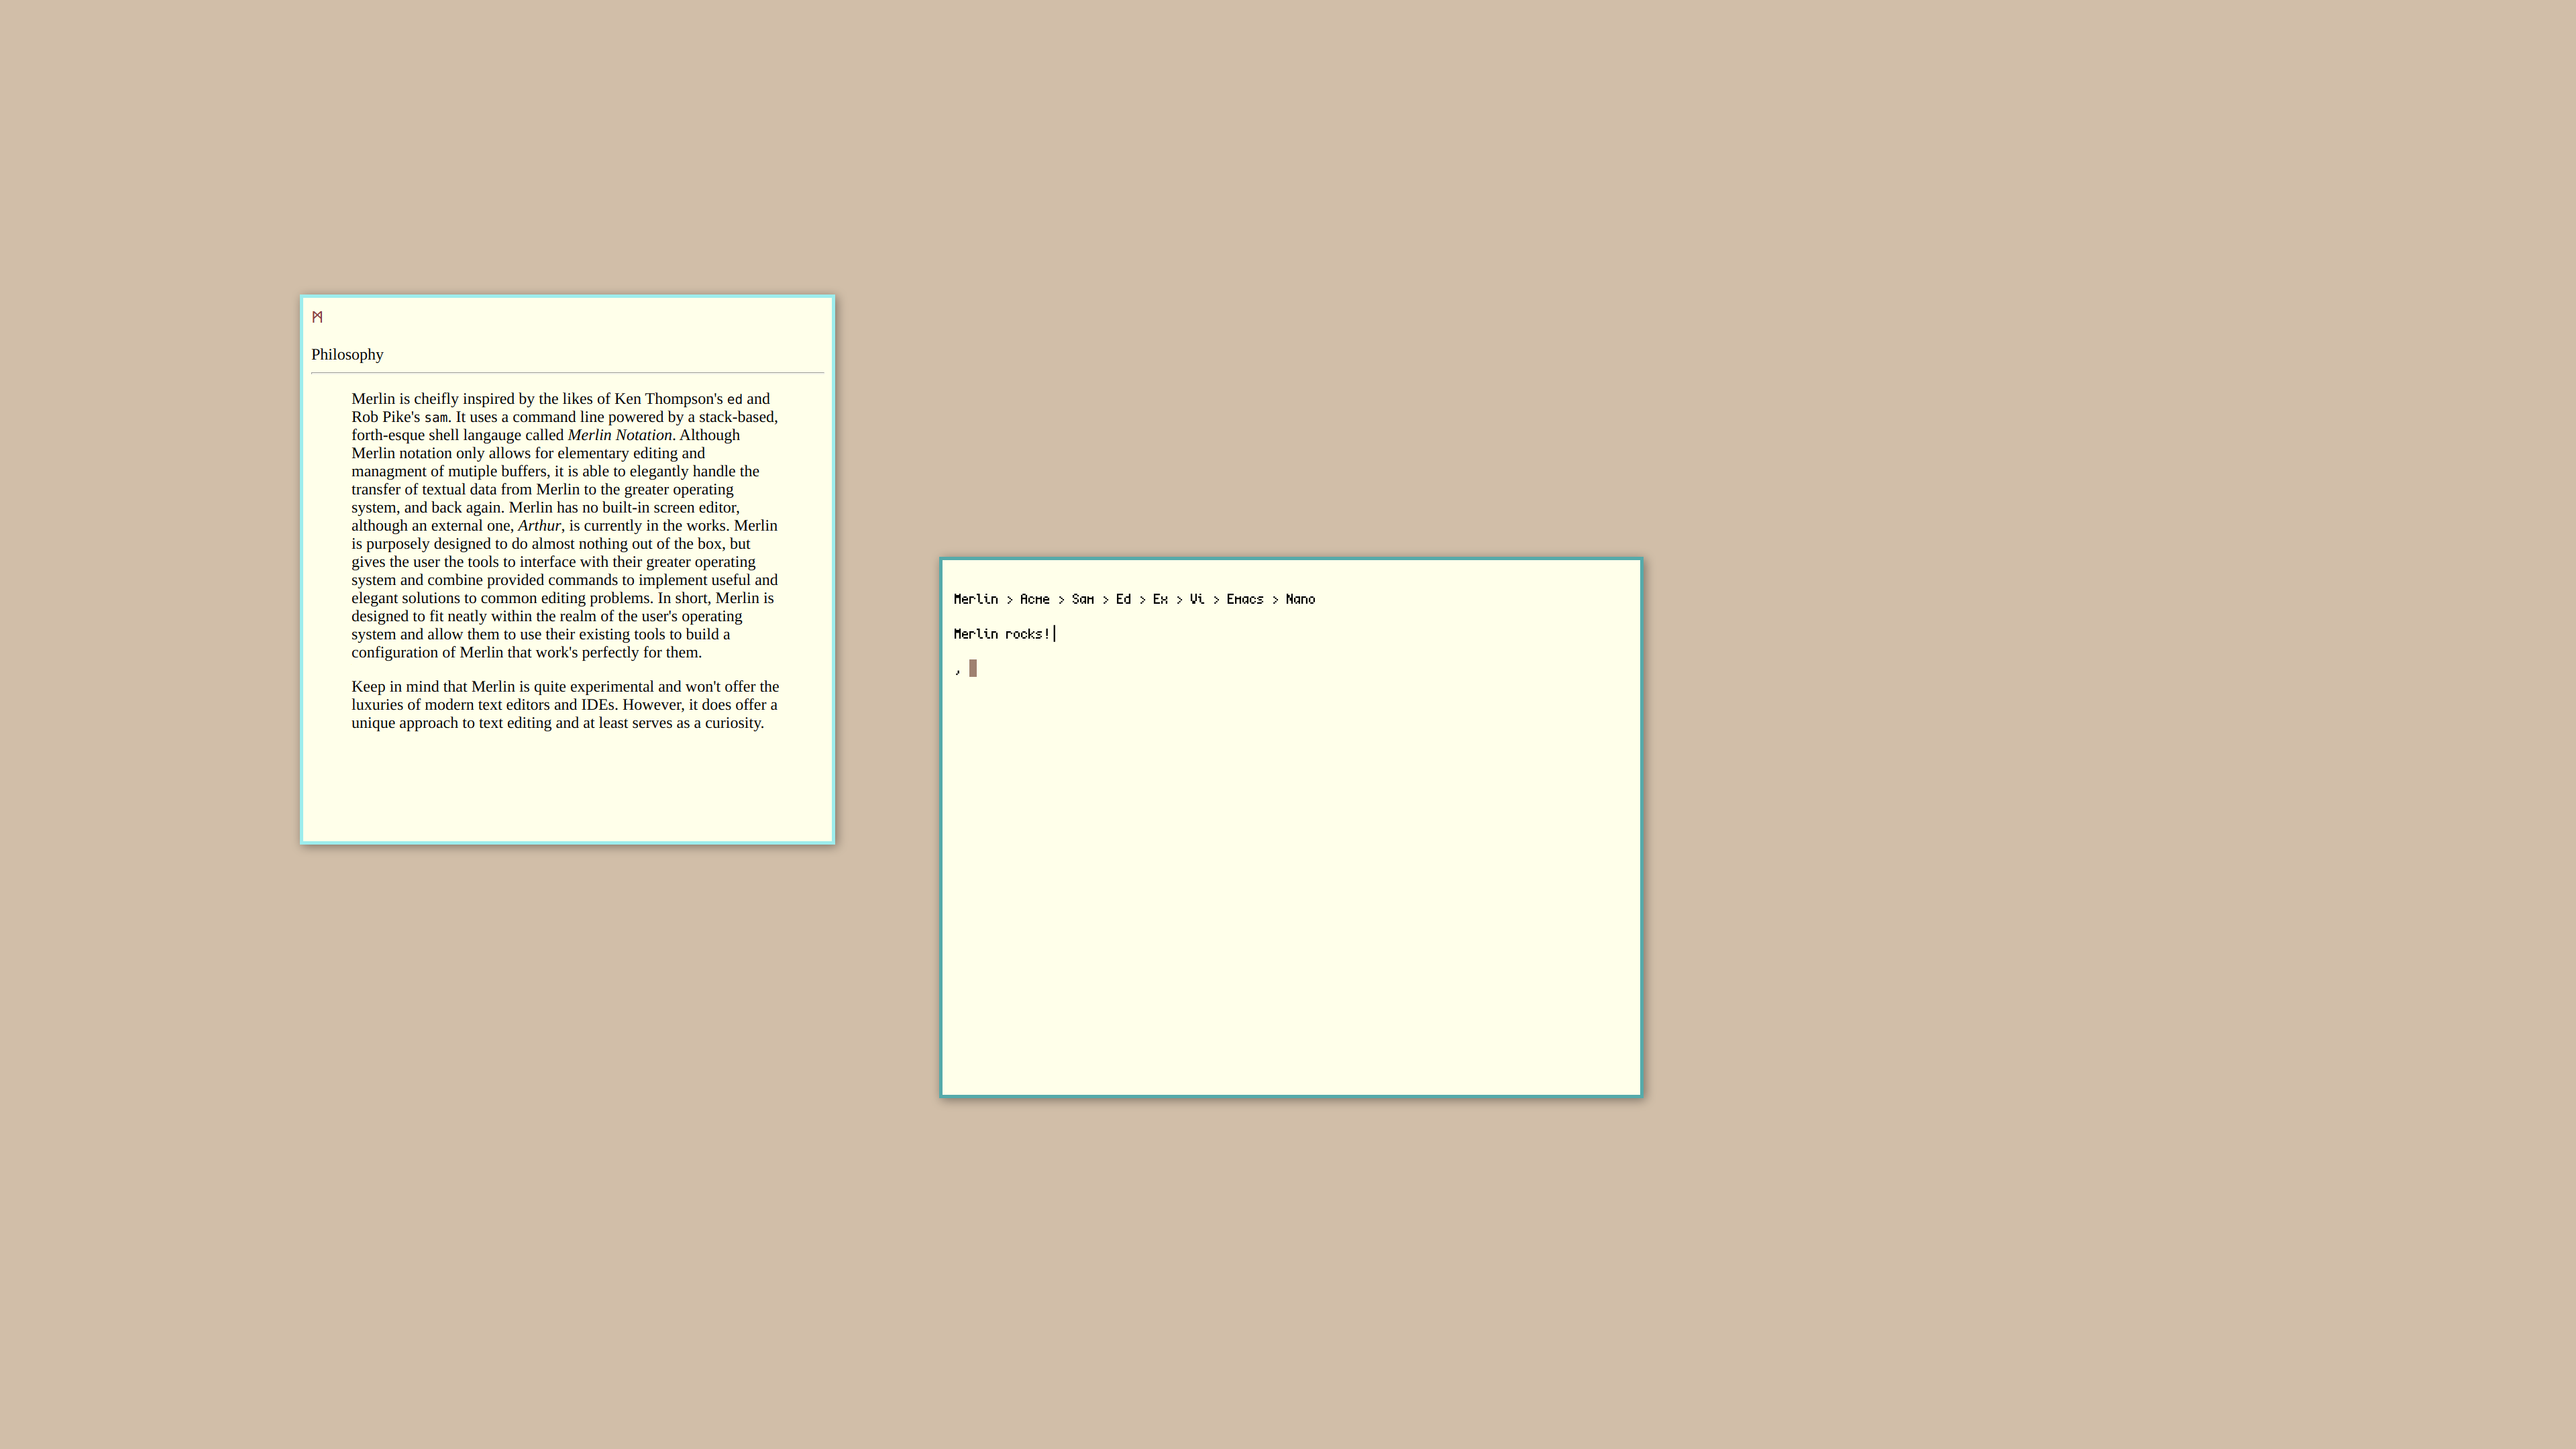 ᛗ
Philosophy
Merlin is cheifly inspired by the likes of Ken Thompson's ed and
Rob Pike's sam. It uses a command line powered by a stack-based,
forth-esque shell langauge called Merlin Notation. Although
Merlin notation only allows for elementary editing and
managment of mutiple buffers, it is able to elegantly handle the
transfer of textual data from Merlin to the greater operating
system, and back again. Merlin has no built-in screen editor,
although an external one, Arthur, is currently in the works. Merlin
is purposely designed to do almost nothing out of the box, but
gives the user the tools to interface with their greater operating
system and combine provided commands to implement useful and
elegant solutions to common editing problems. In short, Merlin is
designed to fit neatly within the realm of the user's operating
system and allow them to use their existing tools to build a
configuration of Merlin that work's perfectly for them.
Keep in mind that Merlin is quite experimental and won't offer the
luxuries of modern text editors and IDEs. However, it does offer a
unique approach to text editing and at least serves as a curiosity.
Merlin > Acme > Sam > Ed > Ex > Vi > Emacs > Nano
Merlin rocks!
,